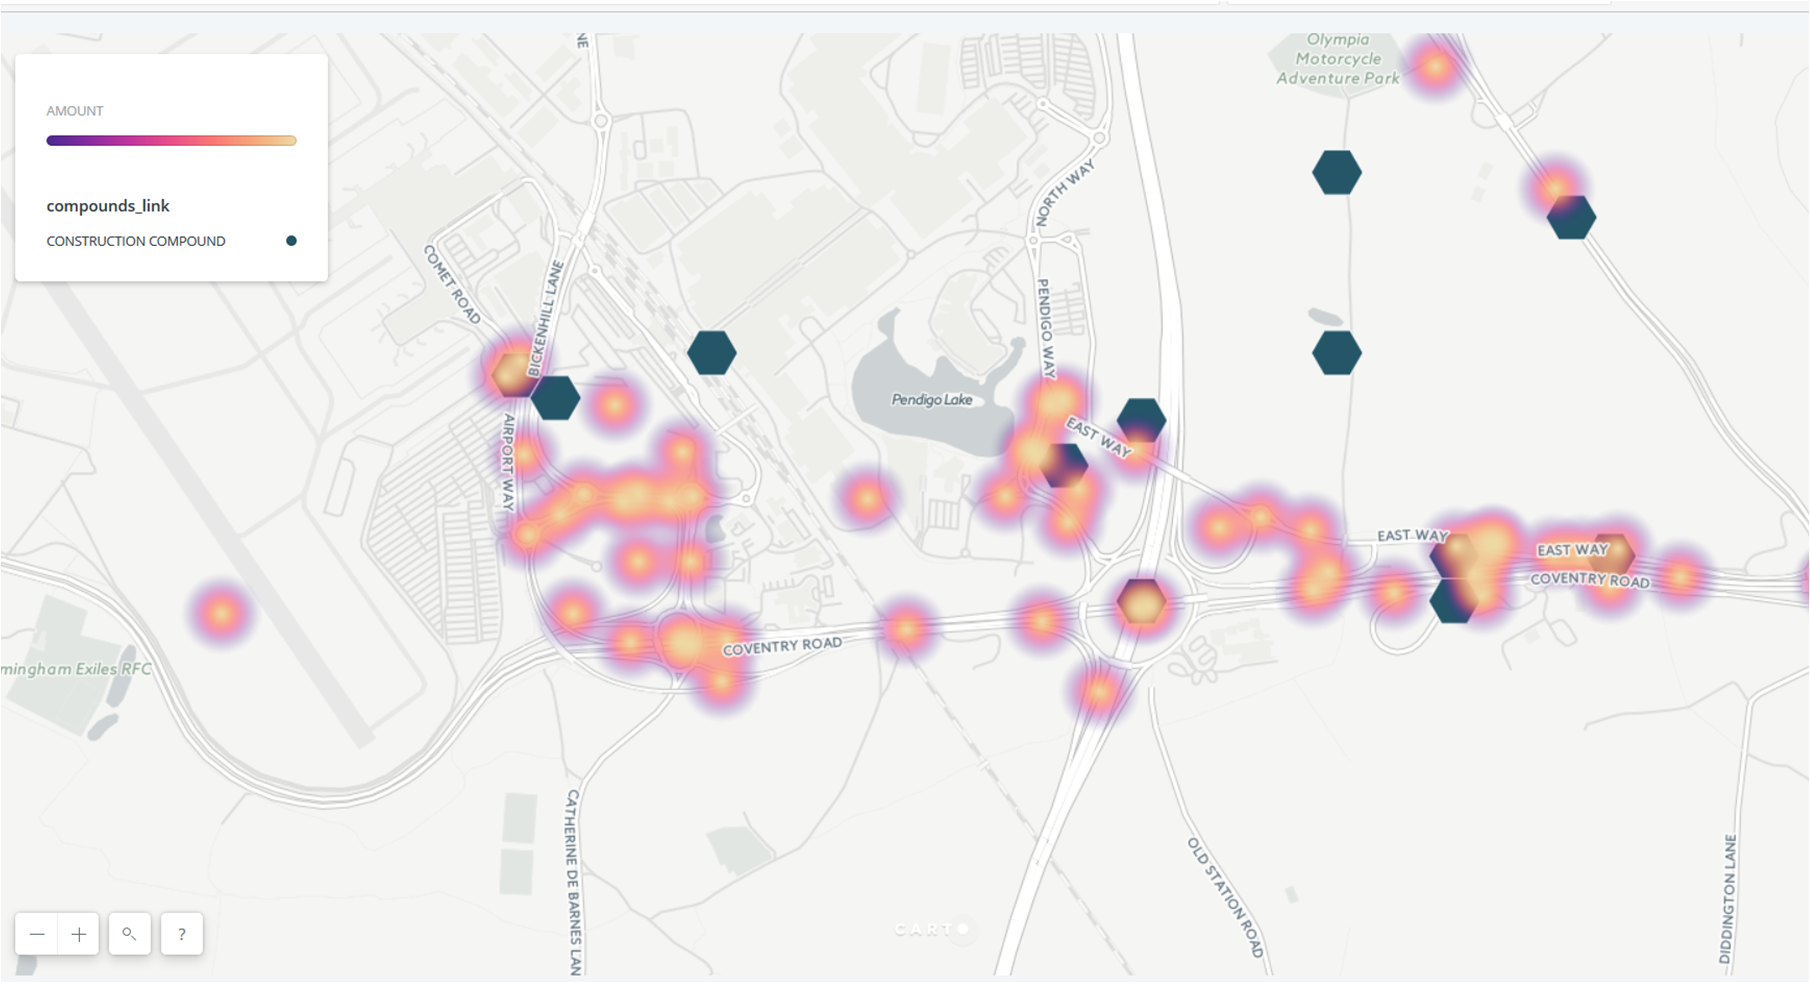 NE
Olympia
Motorcycle
Adventure Park
AMOUNT
compounds_link
CONSTRUCTION COMPOUND
NORTH WAY
COMET ROAD
BICKENHILL LANE
PENDIGO WAY
Pendigo Lake
EAST WAY
AIRPORT WAY
EAST WAY
EAST WAY
COVENTRY ROAD
COVENTRY ROAD
mingham Exiles RFC
CATHERINE DE BARNES LAN
OLD STATION ROAD
DIDDINGTON LANE
CARTO
?